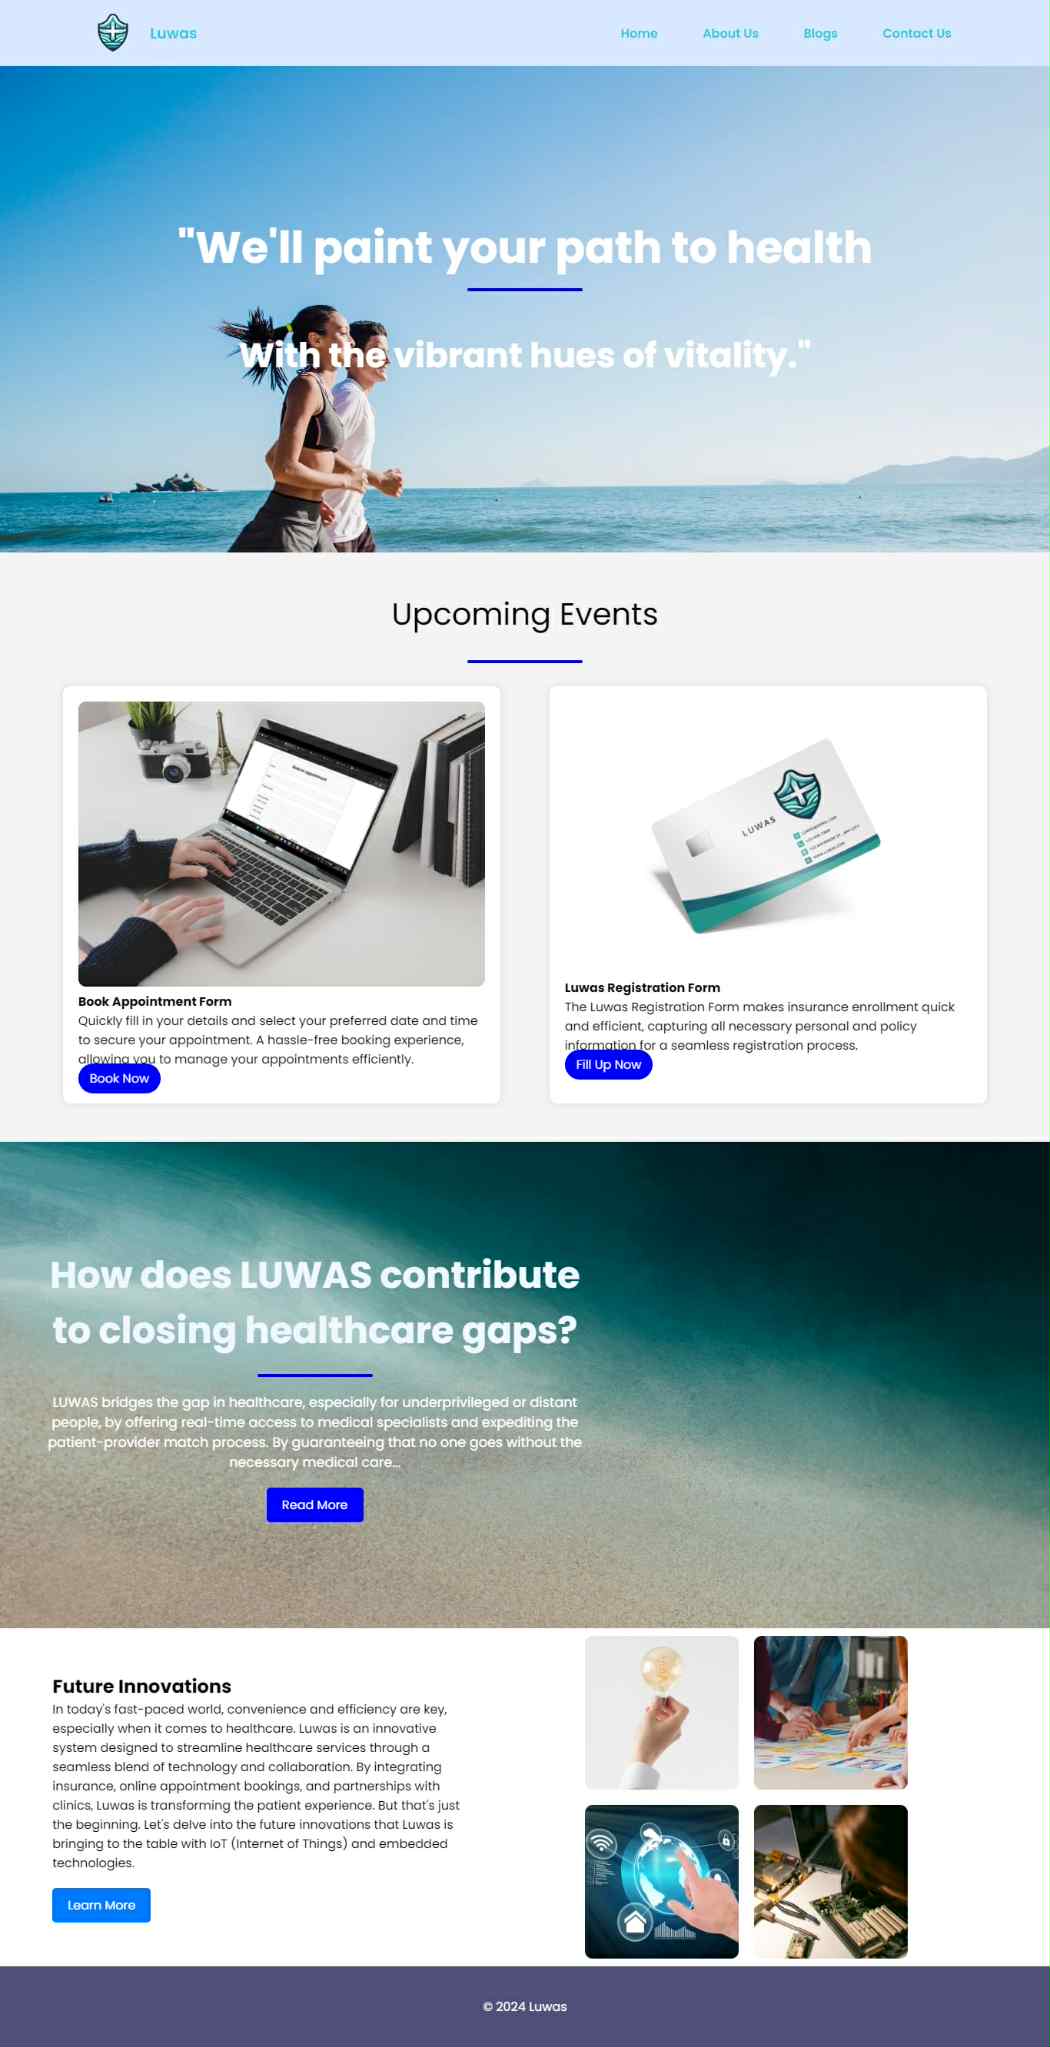 Luwas
Home
About Us
Blogs
Contact Us
"We'll paint your path to health
With the vibrant hues of vitality."
Upcoming Events
LUWAS
Book Appointment Form
Quickly fill in your details and select your preferred date and time
to secure your appointment. A hassle-free booking experience,
allowing you to manage your appointments efficiently.
Book Now
Luwas Registration Form
The Luwas Registration Form makes insurance enrollment quick
and efficient, capturing all necessary personal and policy
information for a seamless registration process.
Fill Up Now
How does LUWAS contribute
to closing healthcare gaps?
LUWAS bridges the gap in healthcare, especially for underprivileged or distant
people, by offering real-time access to medical specialists and expediting the
patient-provider match process. By guaranteeing that no one goes without the
necessary medical care...
Read More
Future Innovations
In today's fast-paced world, convenience and efficiency are key,
especially when it comes to healthcare. Luwas is an innovative
system designed to streamline healthcare services through a
seamless blend of technology and collaboration. By integrating
insurance, online appointment bookings, and partnerships with
clinics, Luwas is transforming the patient experience. But that's just
the beginning. Let's delve into the future innovations that Luwas is
bringing to the table with IoT (Internet of Things) and embedded
technologies.
Learn More
© 2024 Luwas